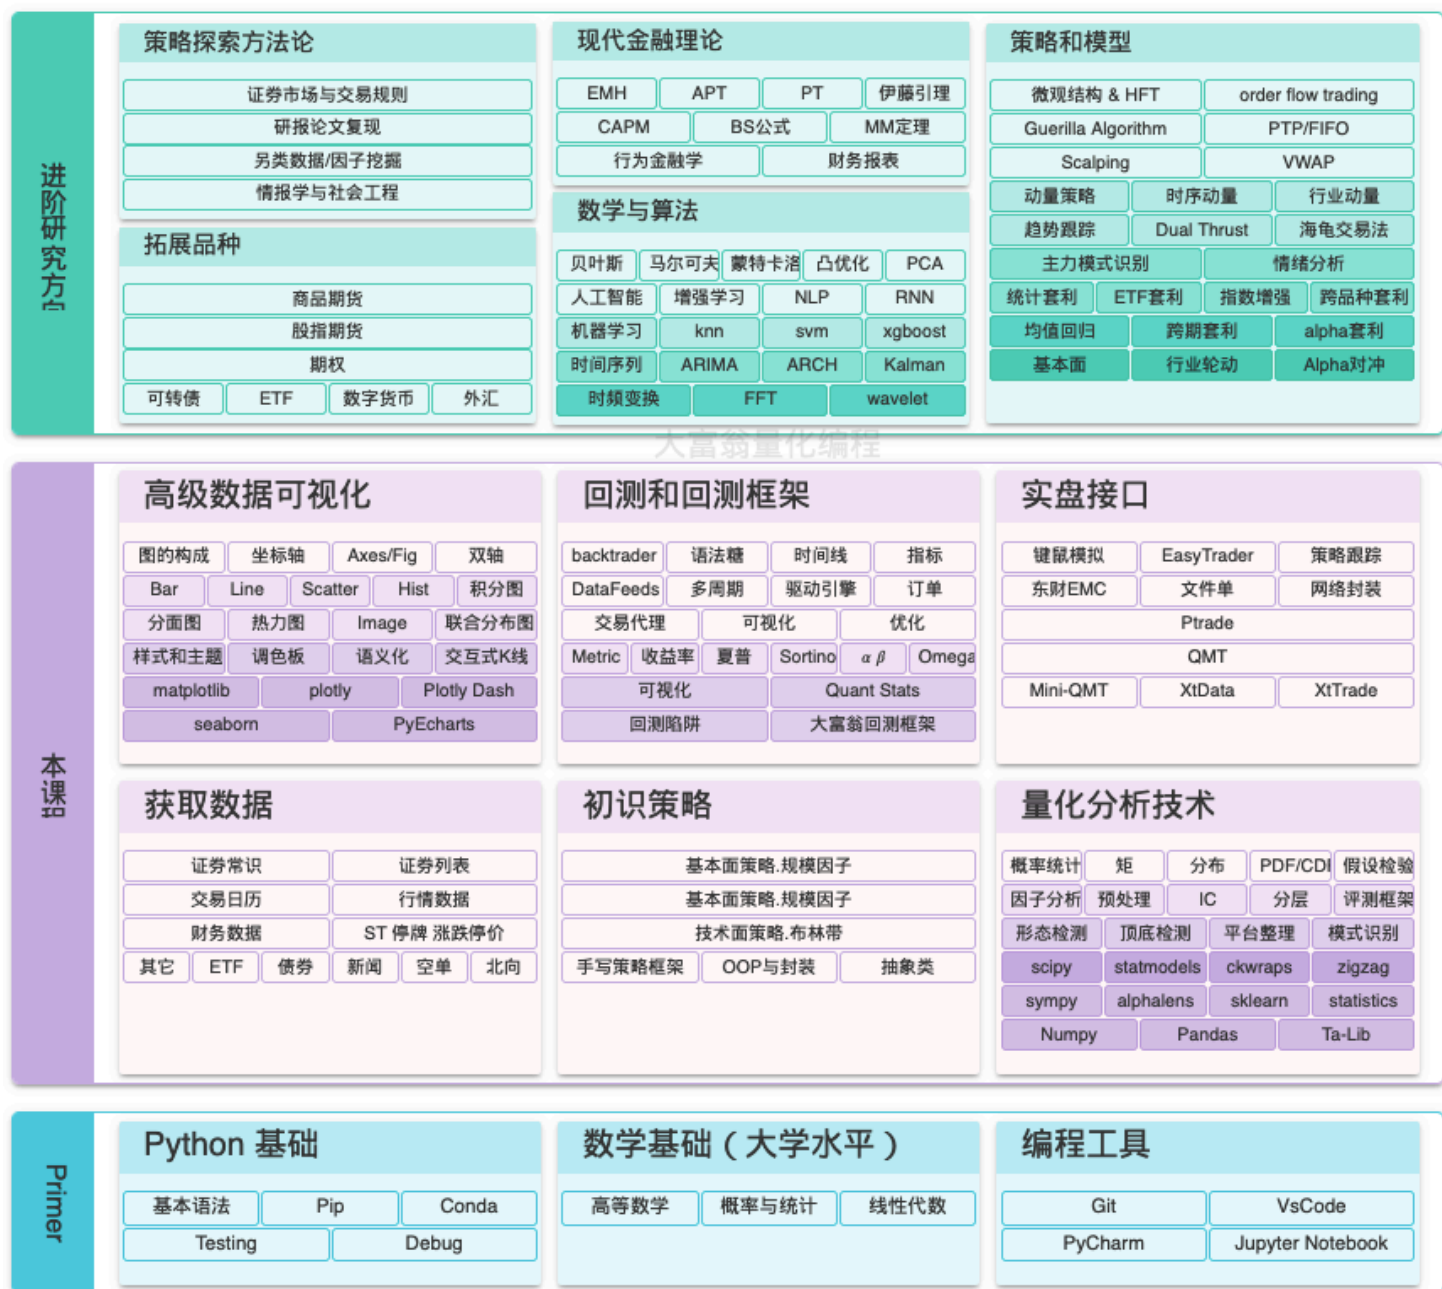 进阶研究方向
策略探索方法论
证券市场与交易规则
研报论文复现
另类数据/因子挖掘
情报学与社会工程
拓展品种
商品期货
股指期货
期权
可转债 ETF 数字货币 外汇
现代金融理论
EMH APT PT 伊藤引理
CAPM BS公式 MM定理
行为金融学 财务报表
数学与算法
贝叶斯 马尔可夫 蒙特卡洛 凸优化 PCA
人工智能 增强学习 NLP RNN
机器学习 knn svm xgboost
时间序列 ARIMA ARCH Kalman
时频变换 FFT wavelet
策略和模型
微观结构 & HFT order flow trading
Guerilla Algorithm PTP/FIFO
Scalping VWAP
动量策略 时序动量 行业动量
趋势跟踪 Dual Thrust 海龟交易法
主力模式识别 情绪分析
统计套利 ETF套利 指数增强 跨品种套利
均值回归 跨期套利 alpha套利
基本面 行业轮动 Alpha对冲
大富翁量化编程
本课程
高级数据可视化
图的构成 坐标轴 Axes/Fig 双轴
Bar Line Scatter Hist 积分图
分面图 热力图 Image 联合分布图
样式和主题 调色板 语义化 交互式K线
matplotlib plotly Plotly Dash
seaborn PyEcharts
回测和回测框架
backtrader 语法糖 时间线 指标
DataFeeds 多周期 驱动引擎 订单
交易代理 可视化 优化
Metric 收益率 夏普 Sortino α β Omega
可视化 Quant Stats
回测陷阱 大富翁回测框架
实盘接口
键鼠模拟 EasyTrader 策略跟踪
东财EMC 文件单 网络封装
Ptrade
QMT
Mini-QMT XtData XtTrade
获取数据
证券常识 证券列表
交易日历 行情数据
财务数据 ST 停牌 涨跌停价
其它 ETF 债券 新闻 空单 北向
初识策略
基本面策略.规模因子
基本面策略.规模因子
技术面策略.布林带
手写策略框架 OOP与封装 抽象类
量化分析技术
概率统计 矩 分布 PDF/CDF 假设检验
因子分析 预处理 IC 分层 评测框架
形态检测 顶底检测 平台整理 模式识别
scipy statmodels ckwraps zigzag
sympy alphalens sklearn statistics
Numpy Pandas Ta-Lib
Primer
Python 基础
基本语法 Pip Conda
Testing Debug
数学基础（大学水平）
高等数学 概率与统计 线性代数
编程工具
Git VsCode
PyCharm Jupyter Notebook